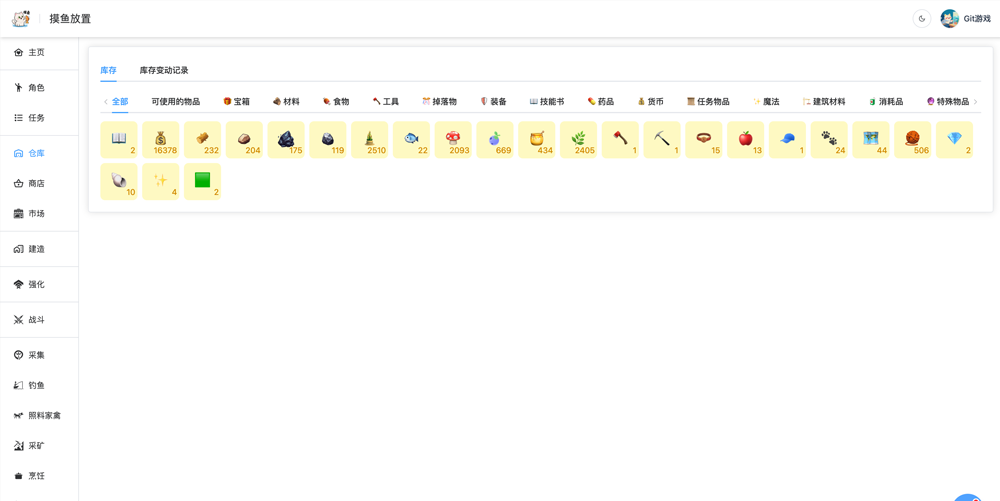 摸鱼放置
Git游戏
主页
角色
任务
仓库
商店
市场
建造
强化
战斗
采集
钓鱼
照料家禽
采矿
烹饪
库存 库存变动记录
全部 可使用的物品 宝箱 材料 食物 工具 掉落物 装备 技能书 药品 货币 任务物品 魔法 建筑材料 消耗品 特殊物品
2 16378 232 204 175 119 2510 22 2093 669 434 2405 1 1 15 13 1 24 44 506 2
10 4 2